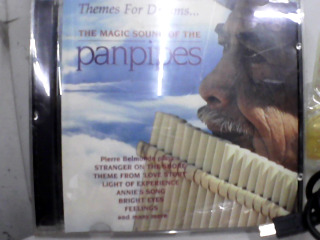 Themes For Dreams...
THE MAGIC SOUND OF THE
panpipes
Pierre Belmonde plays
STRANGER ON THE SHORE
THEME FROM 'LOVE STORY'
LIGHT OF EXPERIENCE
ANNIE'S SONG
BRIGHT EYES
FEELINGS
and many more